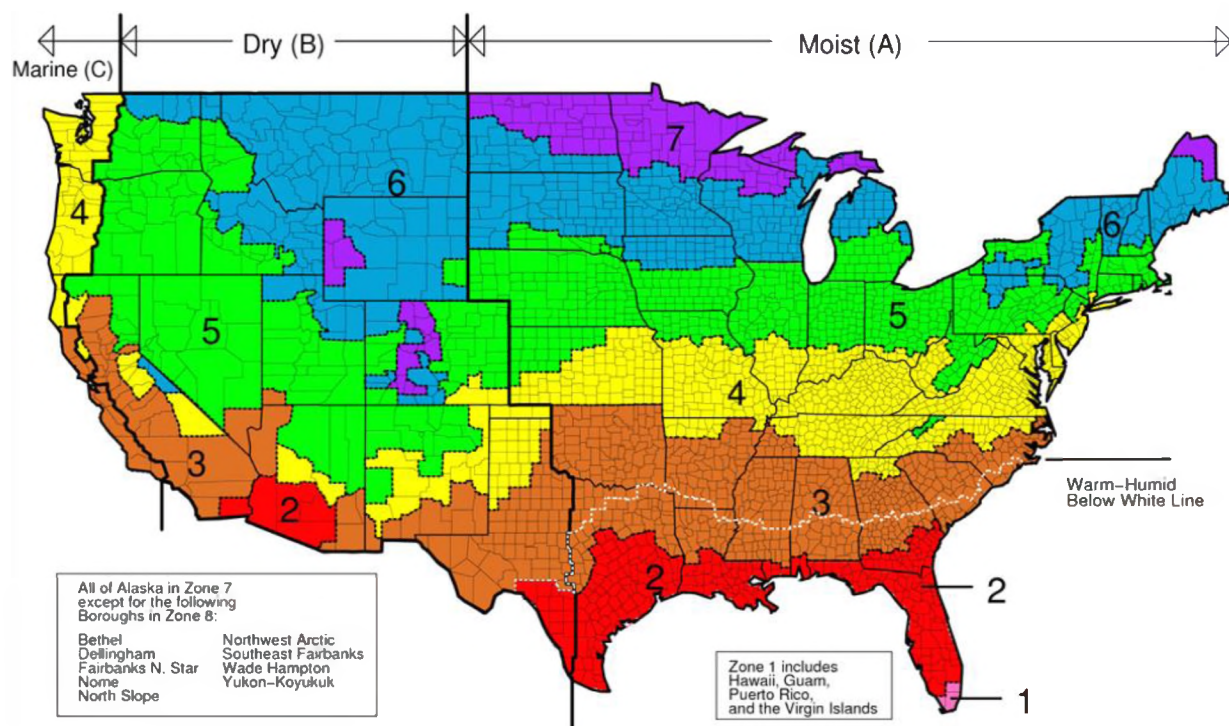 Marine (C)
Dry (B)
Moist (A)
7
6
4
6
5
5
4
3
3
2
2
2
1
Warm-Humid
Below White Line
All of Alaska in Zone 7
except for the following
Boroughs in Zone 8:
Bethel
Dellingham
Fairbanks N. Star
Nome
North Slope
Northwest Arctic
Southeast Fairbanks
Wade Hampton
Yukon-Koyukuk
Zone 1 includes
Hawaii, Guam,
Puerto Rico,
and the Virgin Islands